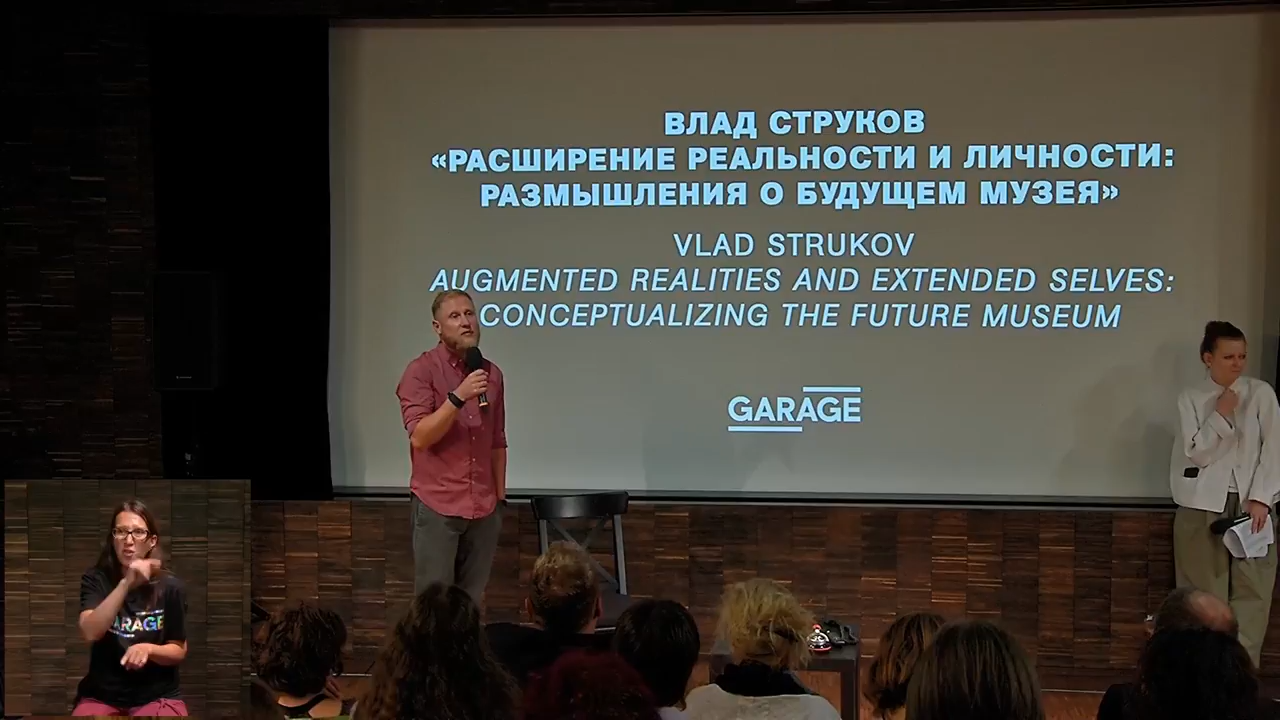 ВЛАД СТРУКОВ
«РАСШИРЕНИЕ РЕАЛЬНОСТИ И ЛИЧНОСТИ:
РАЗМЫШЛЕНИЯ О БУДУЩЕМ МУЗЕЯ»
VLAD STRUKOV
AUGMENTED REALITIES AND EXTENDED SELVES:
CONCEPTUALIZING THE FUTURE MUSEUM
GARAGE
GARAGE